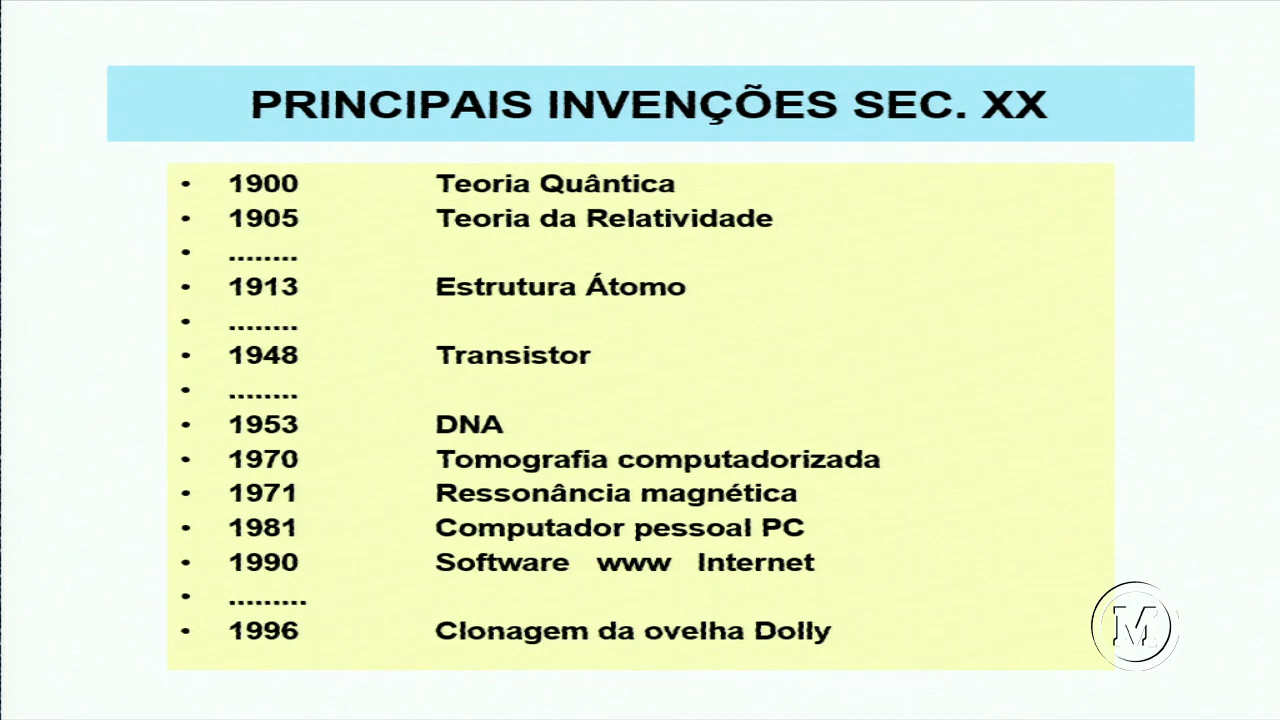 PRINCIPAIS INVENÇÕES SEC. XX
• 1900 Teoria Quântica
• 1905 Teoria da Relatividade
• ........
• 1913 Estrutura Átomo
• ........
• 1948 Transistor
• ........
• 1953 DNA
• 1970 Tomografia computadorizada
• 1971 Ressonância magnética
• 1981 Computador pessoal PC
• 1990 Software www Internet
• .........
• 1996 Clonagem da ovelha Dolly
M